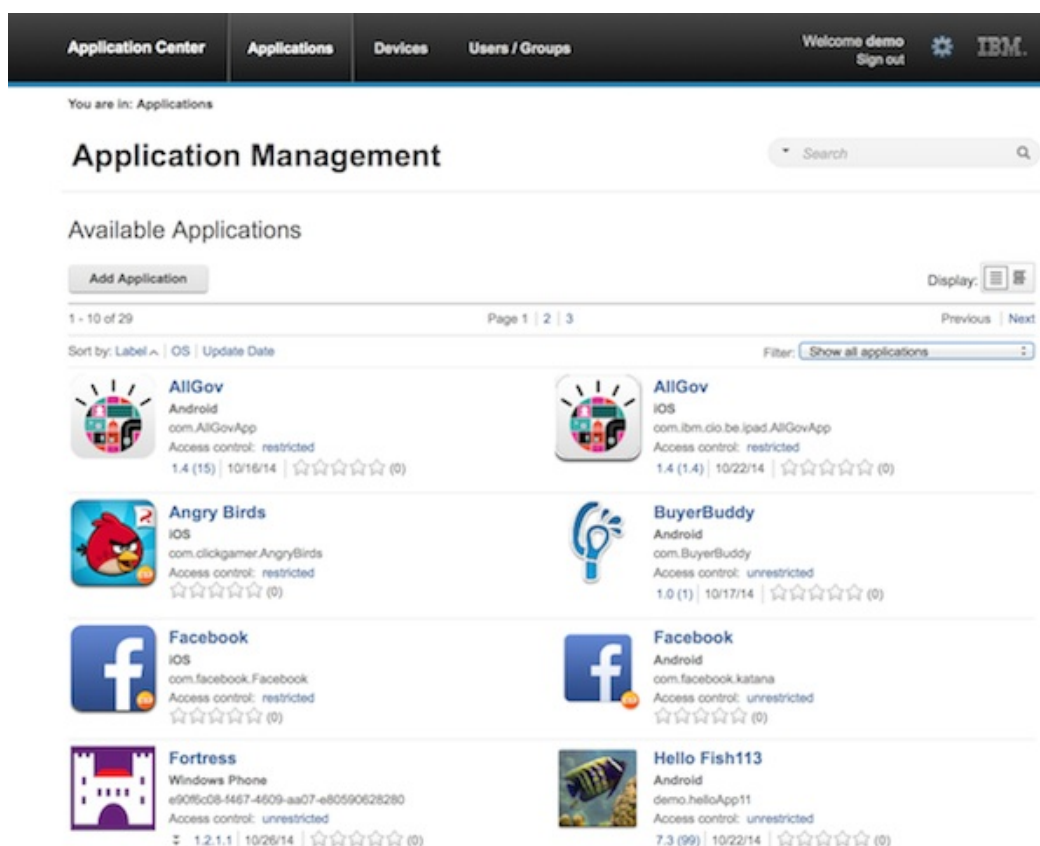 Application Center Applications Devices Users / Groups Welcome demo IBM.
Sign out
You are in: Applications
Application Management Search
Available Applications
Add Application Display:
1 - 10 of 29 Page 1 | 2 | 3 Previous | Next
Sort by: Label | OS | Update Date Filter: Show all applications
AllGov
Android
com.AllGovApp
Access control: restricted
1.4 (15) | 10/16/14 | (0)
AllGov
iOS
com.ibm.cio.be.ipad.AllGovApp
Access control: restricted
1.4 (1.4) | 10/22/14 | (0)
Angry Birds
iOS
com.clickgamer.AngryBirds
Access control: restricted
(0)
BuyerBuddy
Android
com.BuyerBuddy
Access control: unrestricted
1.0 (1) | 10/17/14 | (0)
Facebook
iOS
com.facebook.Facebook
Access control: restricted
(0)
Facebook
Android
com.facebook.katana
Access control: unrestricted
(0)
Fortress
Windows Phone
e90f6c08-f467-4609-aa07-e80590628280
Access control: unrestricted
1.2.1.1 | 10/26/14 | (0)
Hello Fish113
Android
demo.helloApp11
Access control: unrestricted
7.3 (99) | 10/22/14 | (0)